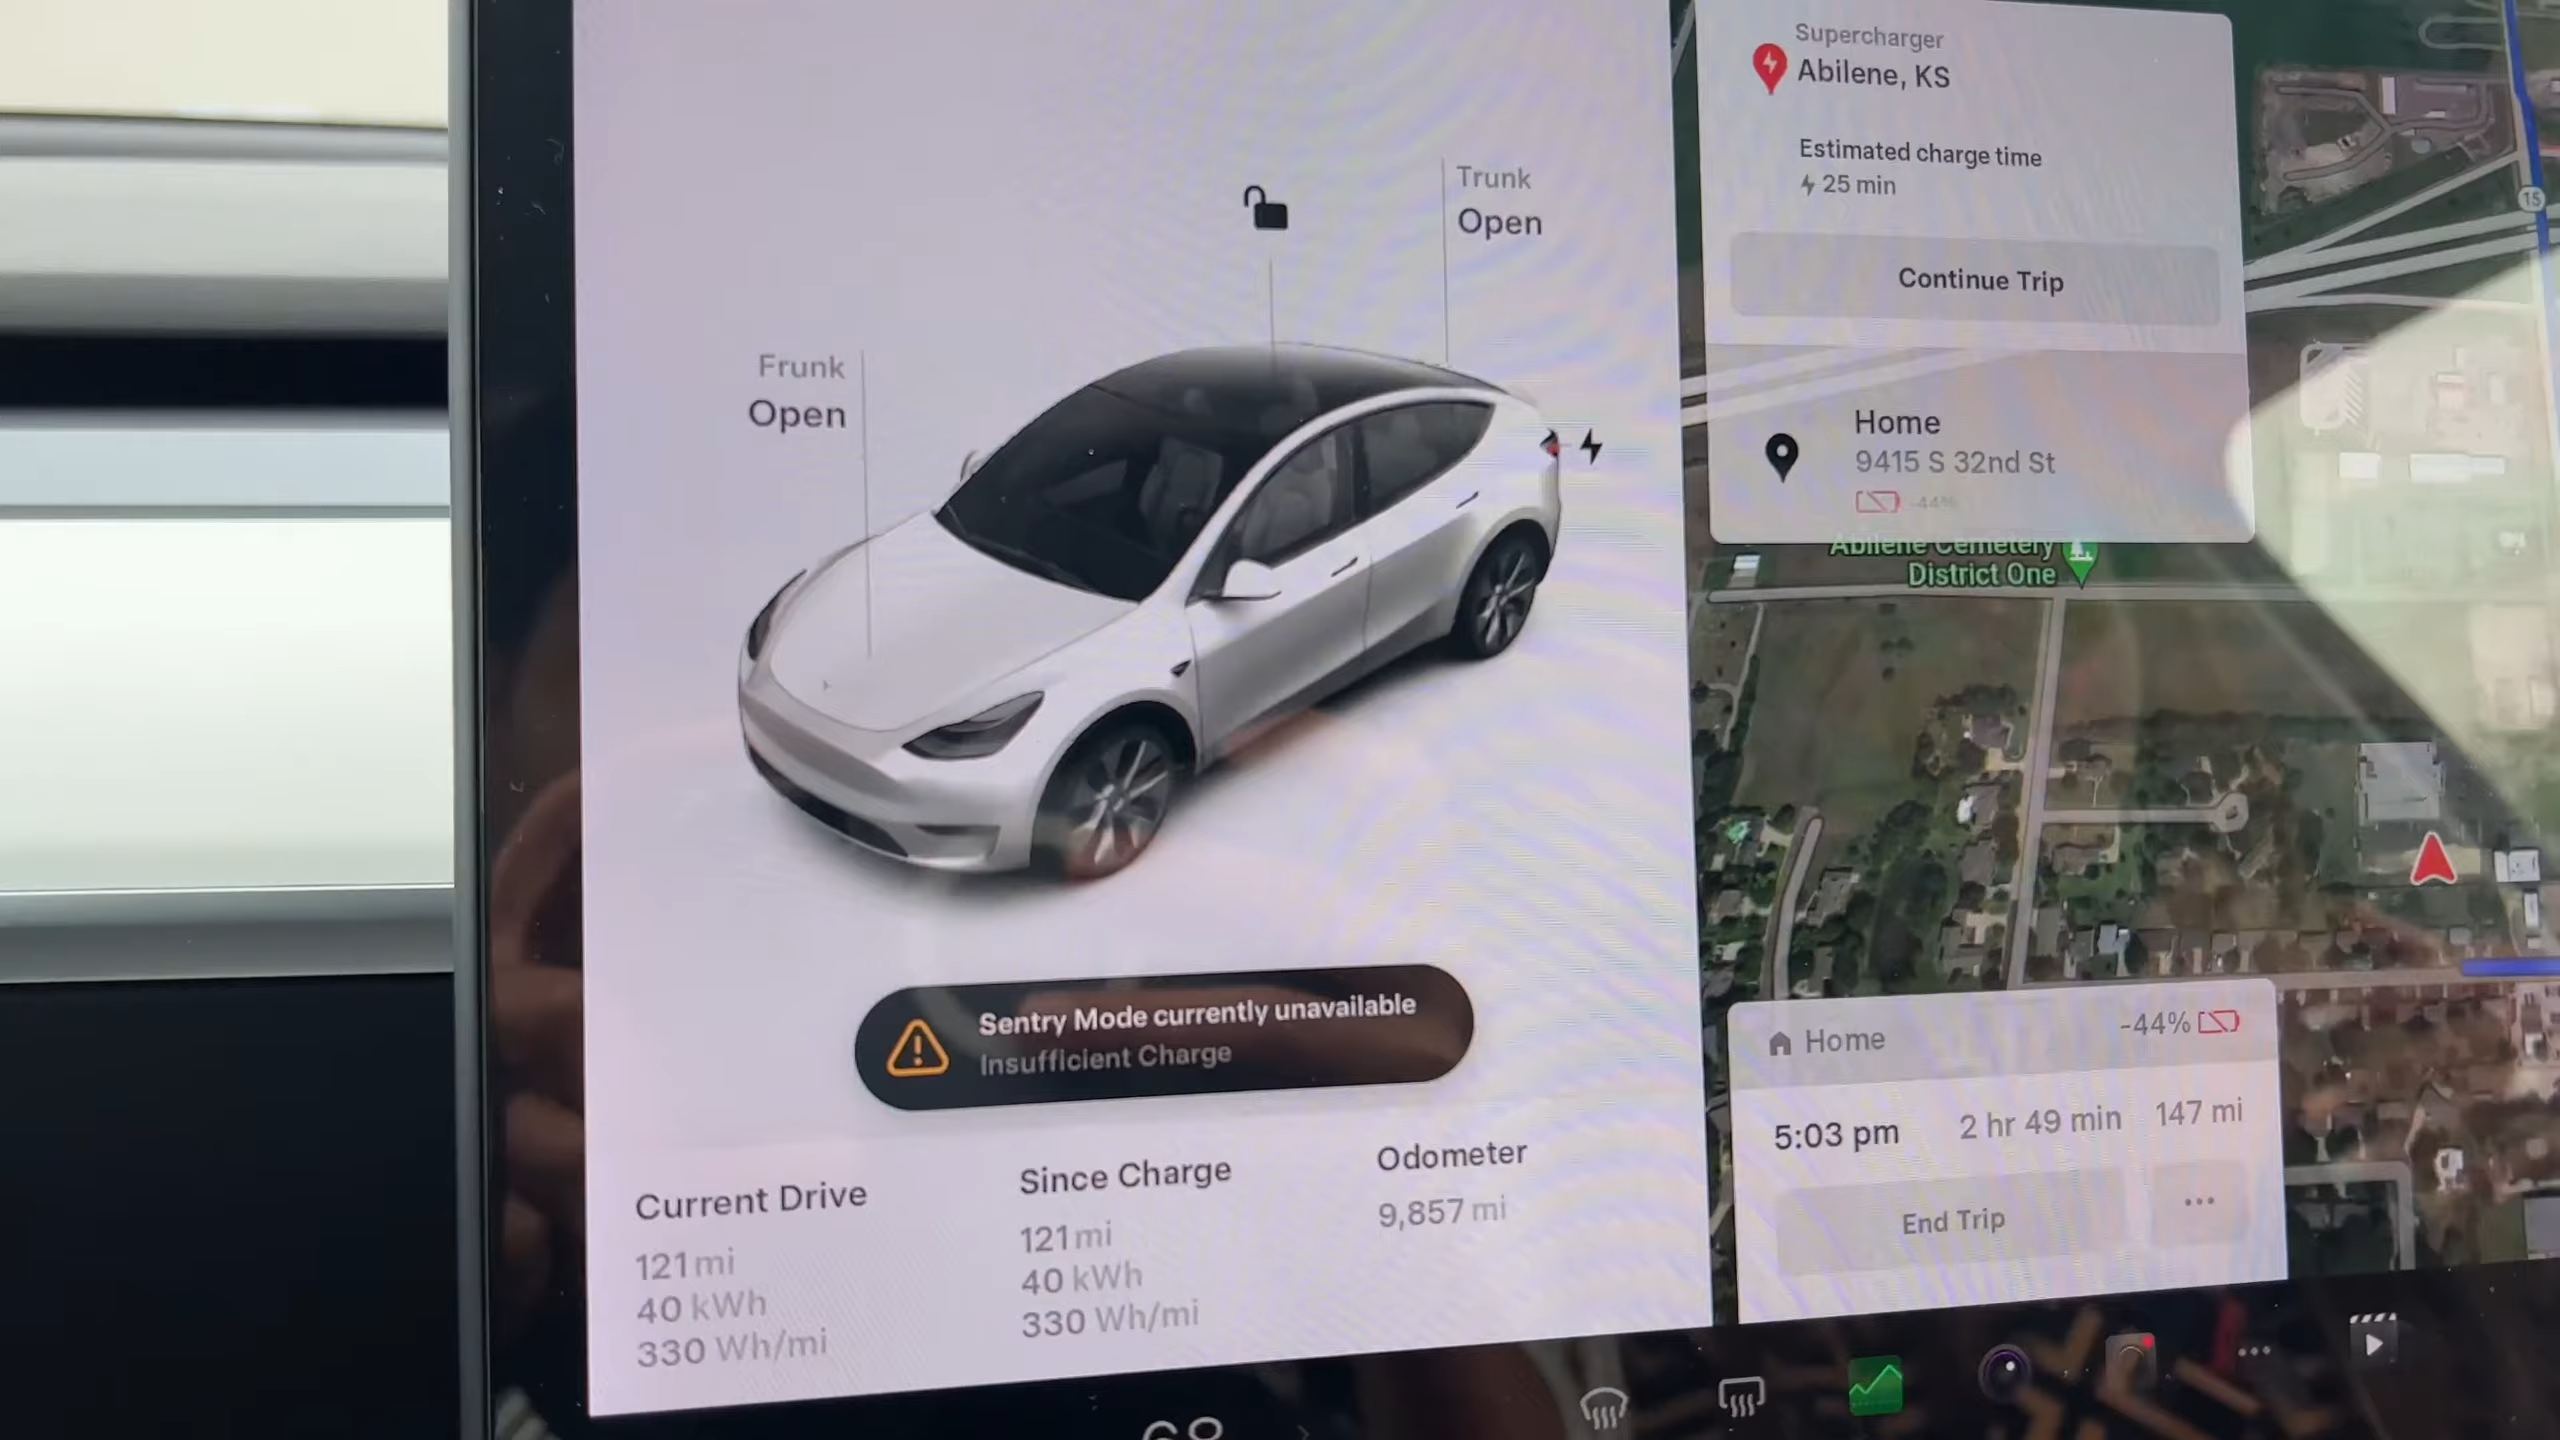 Supercharger
Abilene, KS
Estimated charge time
25 min
Continue Trip
Home
9415 S 32nd St
-44%
Trunk
Open
Frunk
Open
15
Abilene Cemetery
District One
Sentry Mode currently unavailable
Insufficient Charge
Home
-44%
5:03 pm
2 hr 49 min
147 mi
End Trip
Current Drive
121 mi
40 kWh
330 Wh/mi
Since Charge
121 mi
40 kWh
330 Wh/mi
Odometer
9,857 mi